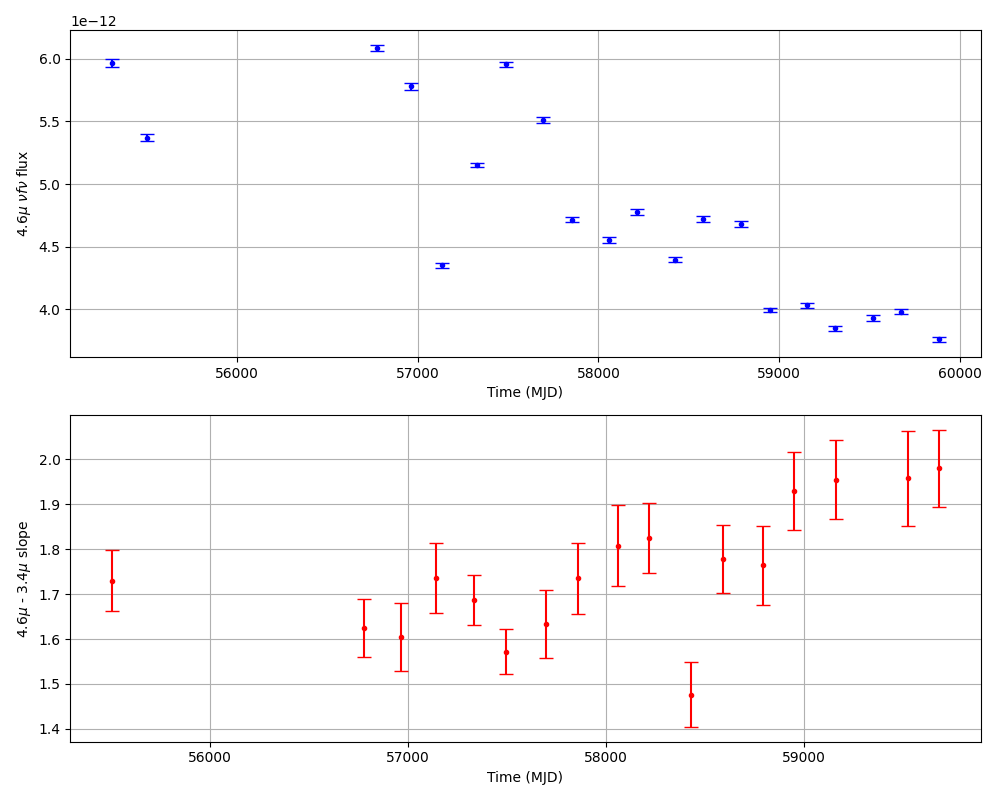 1e−12
6.0
5.5
5.0
4.5
4.0
4.6μ νfν flux
56000 57000 58000 59000 60000
Time (MJD)
2.0
1.9
1.8
1.7
1.6
1.5
1.4
4.6μ - 3.4μ slope
56000 57000 58000 59000
Time (MJD)